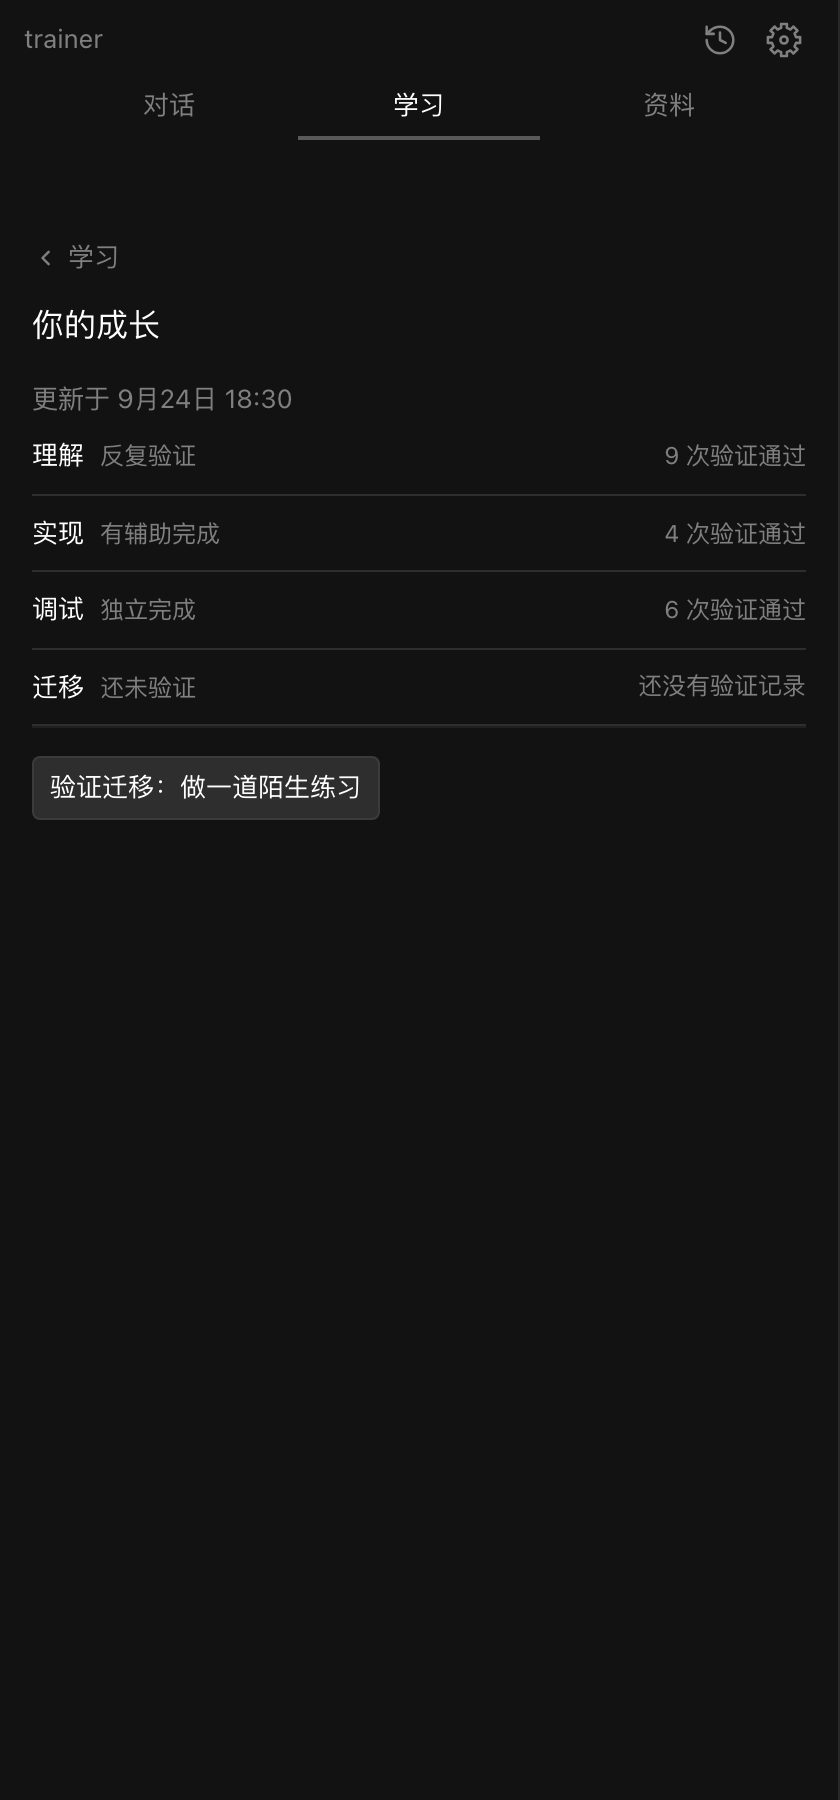 trainer
对话 学习 资料
学习
你的成长
更新于 9月24日 18:30
理解 反复验证 9 次验证通过
实现 有辅助完成 4 次验证通过
调试 独立完成 6 次验证通过
迁移 还未验证 还没有验证记录
验证迁移：做一道陌生练习